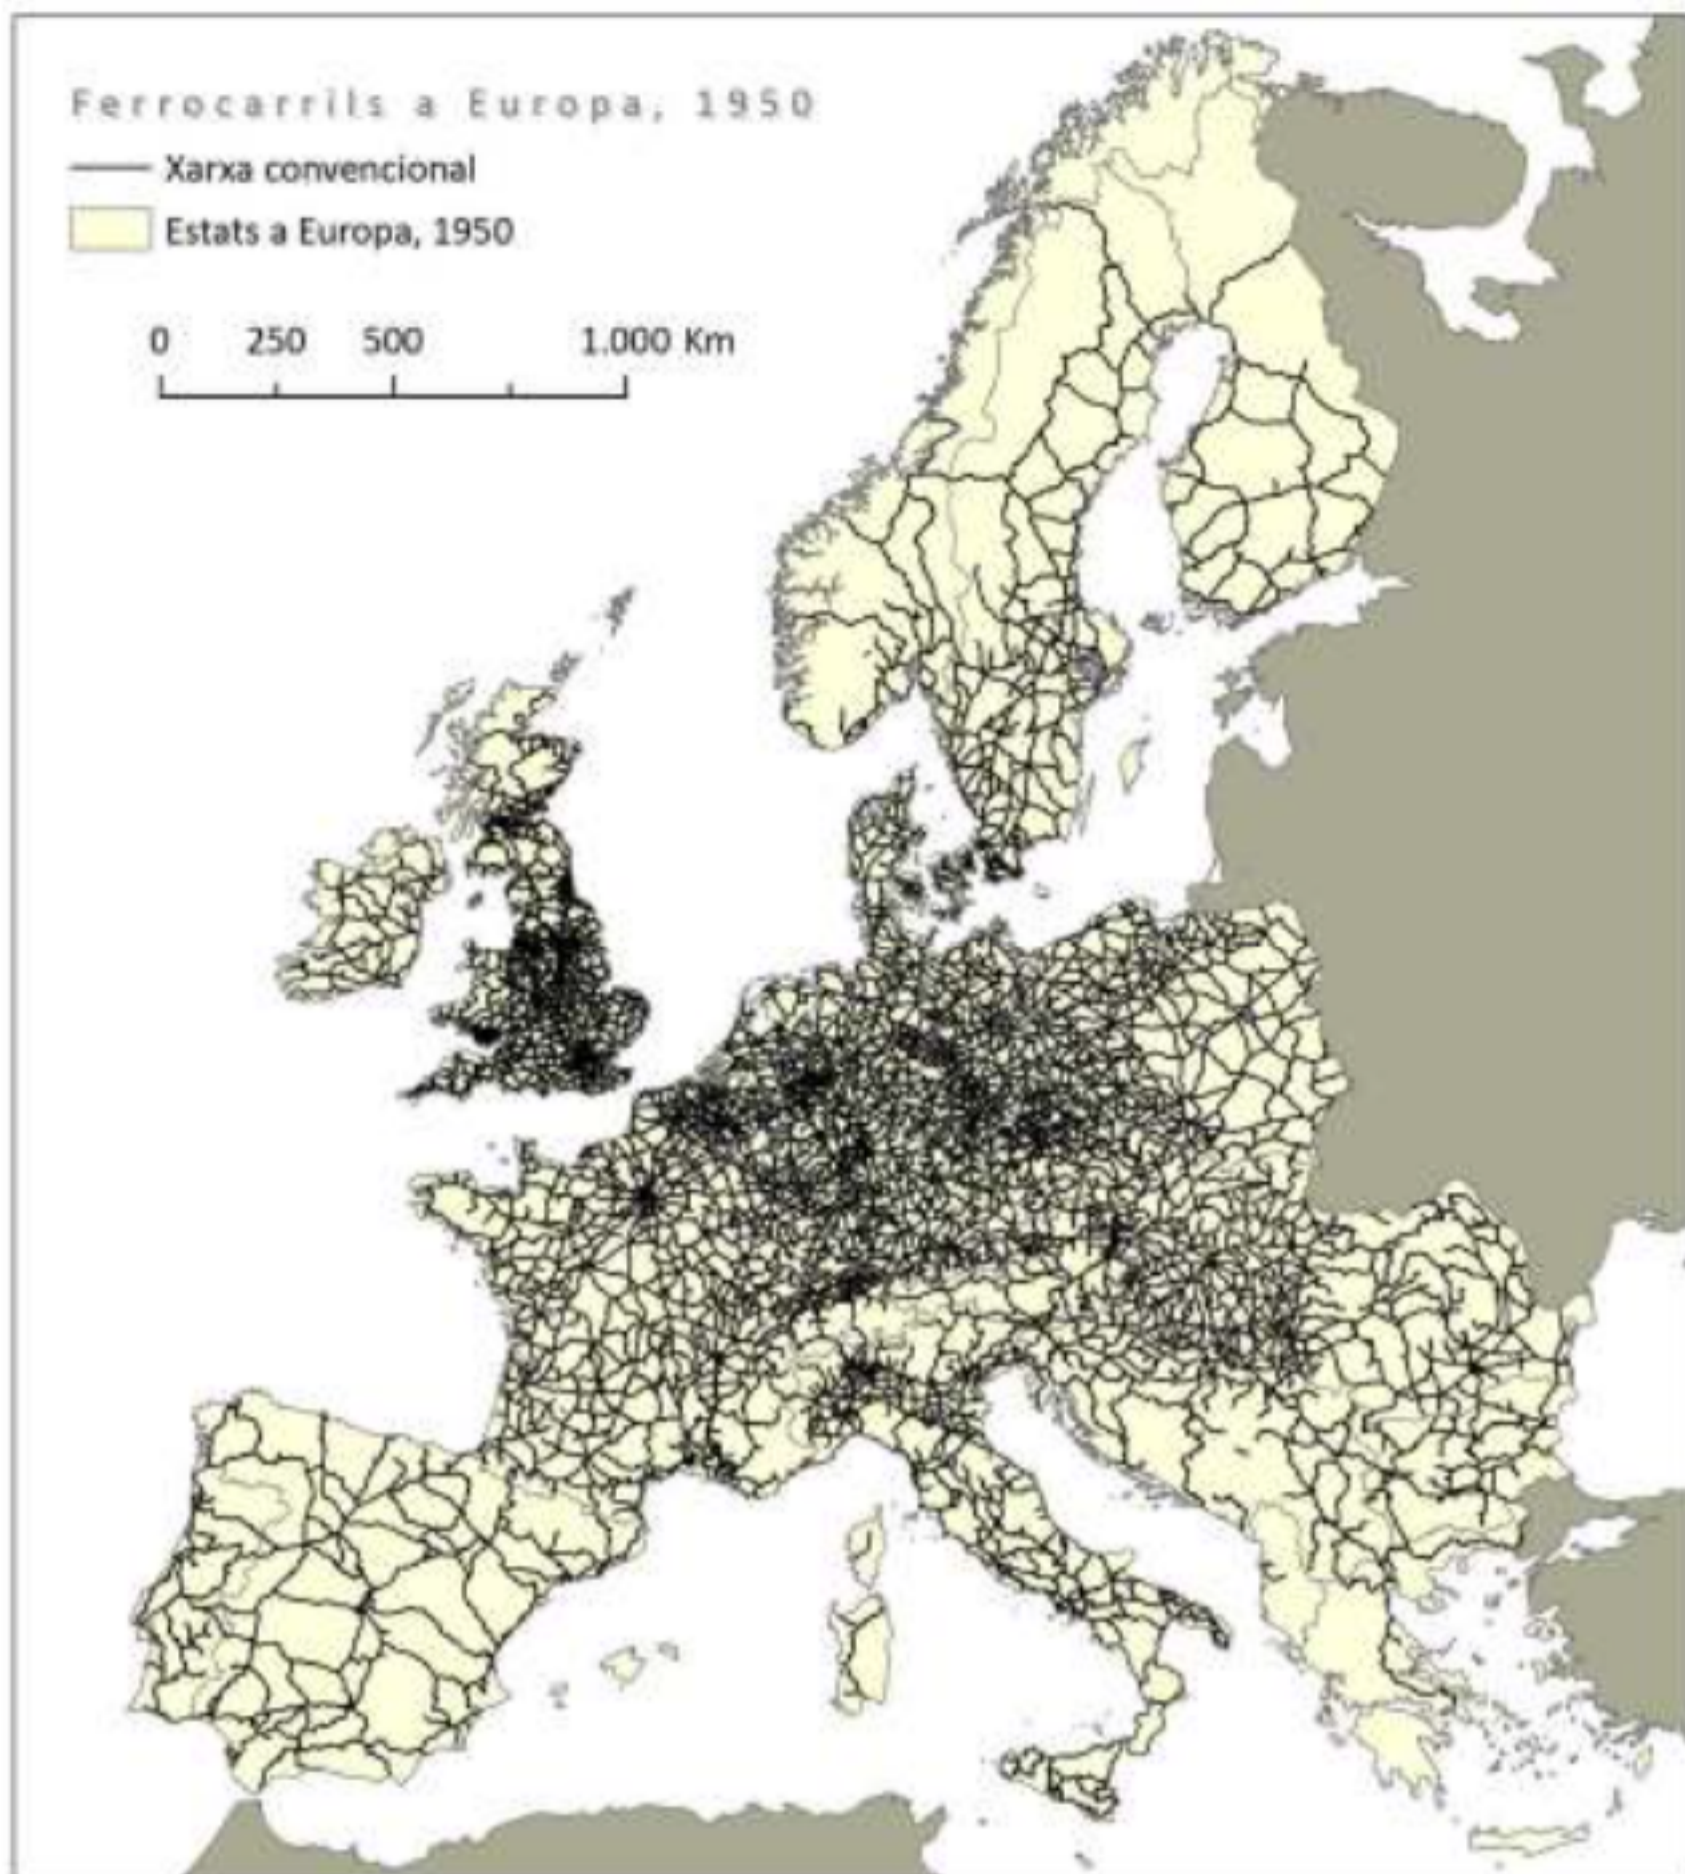 Ferrocarrils a Europa, 1950
Xarxa convencional
Estats a Europa, 1950
0 250 500 1.000 Km